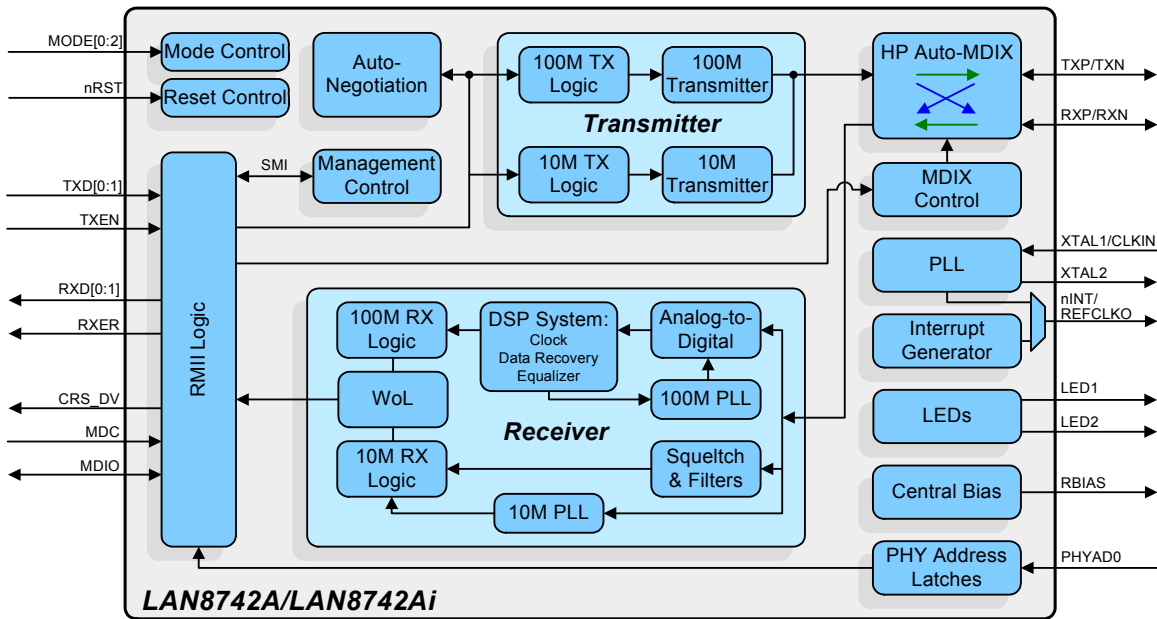 MODE[0:2]
nRST
TXD[0:1]
TXEN
RXD[0:1]
RXER
CRS_DV
MDC
MDIO
Mode Control
Reset Control
RMII Logic
SMI
Auto-
Negotiation
Management
Control
100M TX
Logic
100M
Transmitter
Transmitter
10M TX
Logic
10M
Transmitter
HP Auto-MDIX
MDIX
Control
PLL
Interrupt
Generator
LEDs
Central Bias
PHY Address
Latches
100M RX
Logic
DSP System:
Clock
Data Recovery
Equalizer
Analog-to-
Digital
100M PLL
WoL
Receiver
10M RX
Logic
Squeltch
& Filters
10M PLL
TXP/TXN
RXP/RXN
XTAL1/CLKIN
XTAL2
nINT/
REFCLKO
LED1
LED2
RBIAS
PHYAD0
LAN8742A/LAN8742Ai